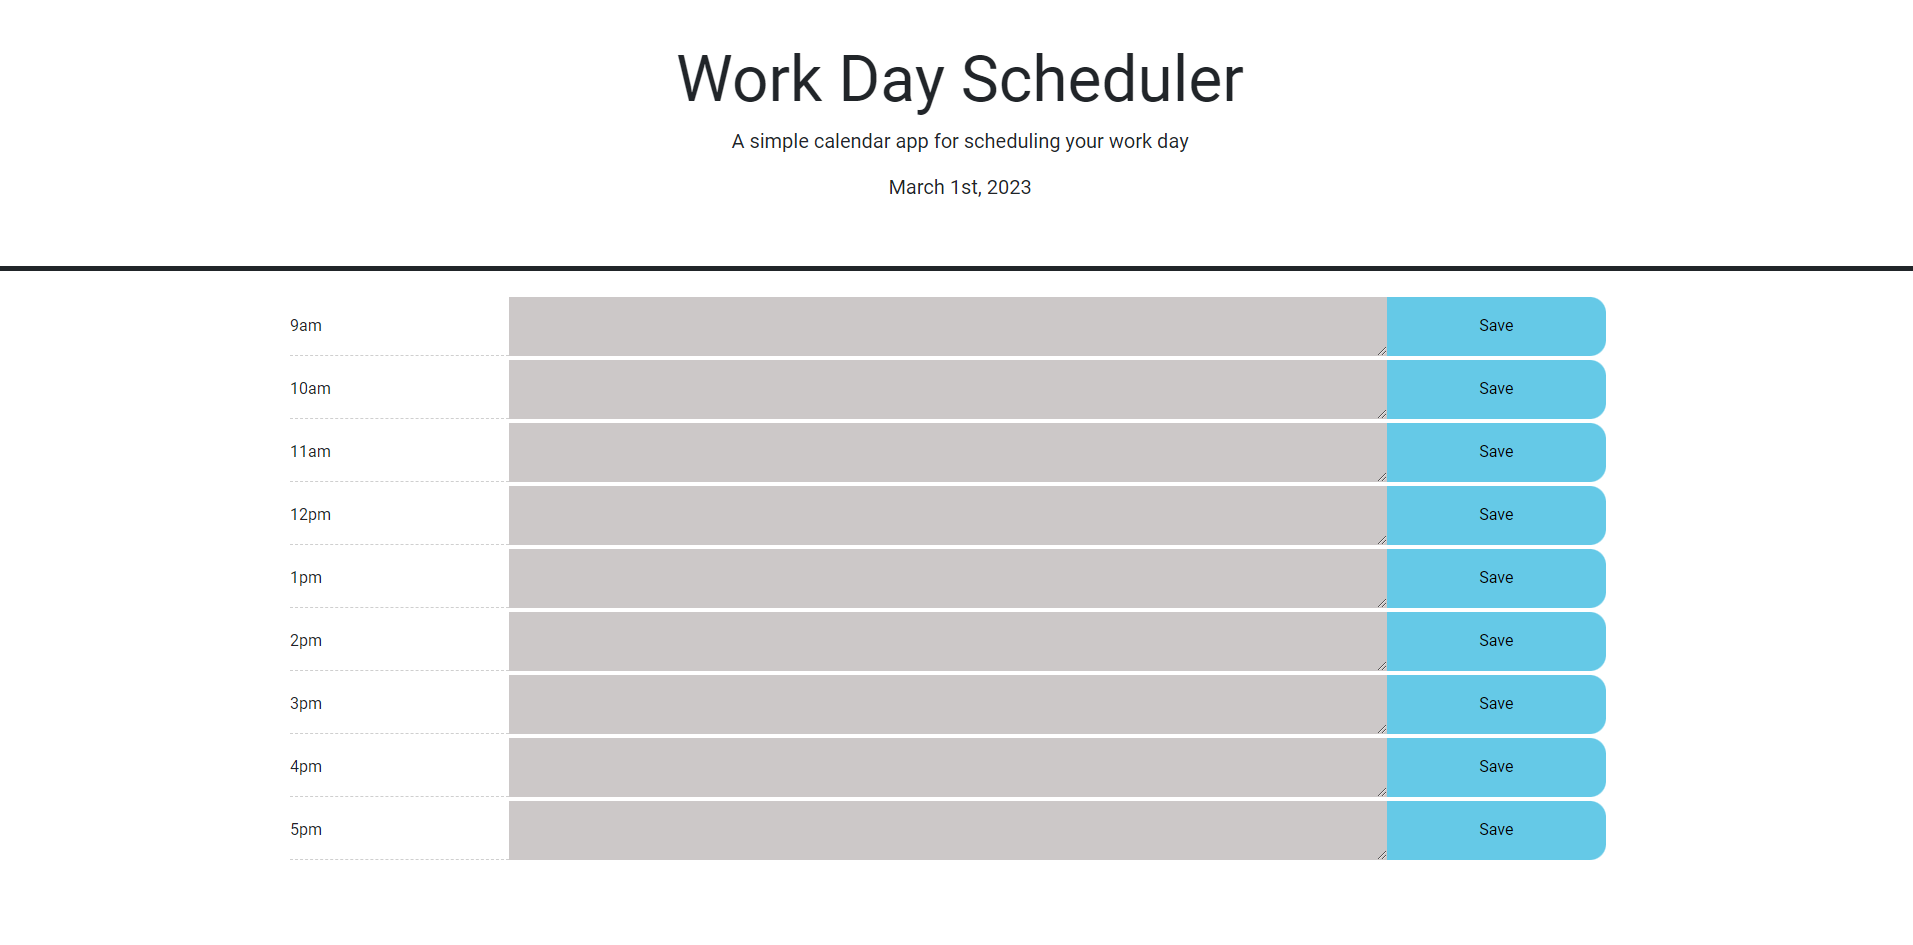 Work Day Scheduler
A simple calendar app for scheduling your work day
March 1st, 2023
9am Save
10am Save
11am Save
12pm Save
1pm Save
2pm Save
3pm Save
4pm Save
5pm Save